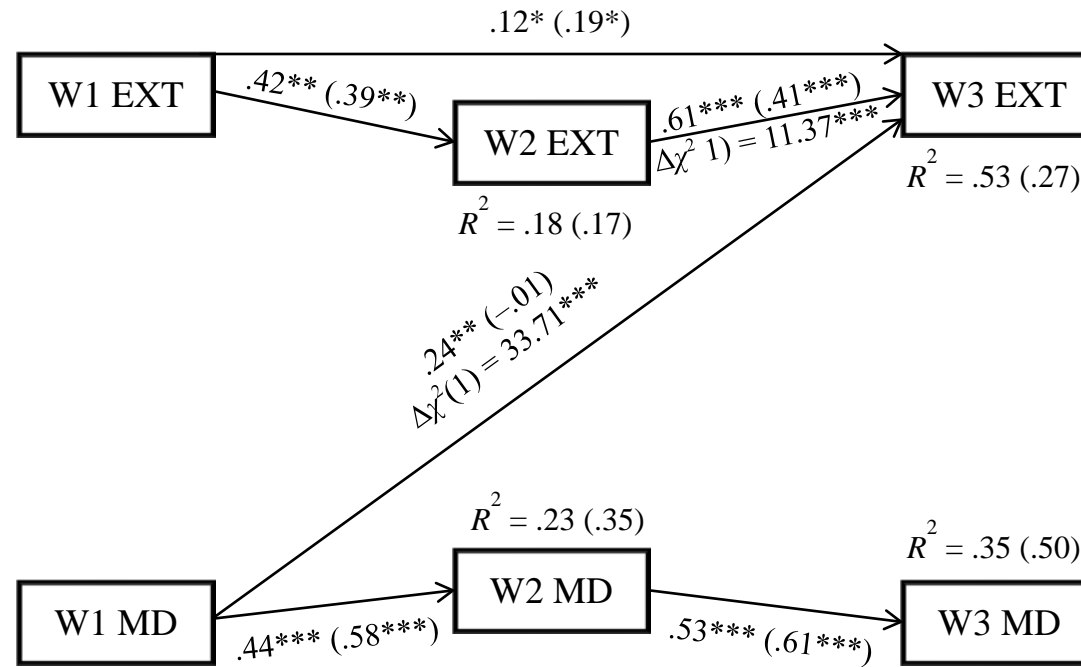 .12* (.19*)
W1 EXT
.42** (.39**)
W2 EXT
.61*** (.41***)
Δχ² 1) = 11.37***
W3 EXT
R² = .53 (.27)
R² = .18 (.17)
.24** (–.01)
Δχ²(1) = 33.71***
R² = .23 (.35)
R² = .35 (.50)
W1 MD
.44*** (.58***)
W2 MD
.53*** (.61***)
W3 MD